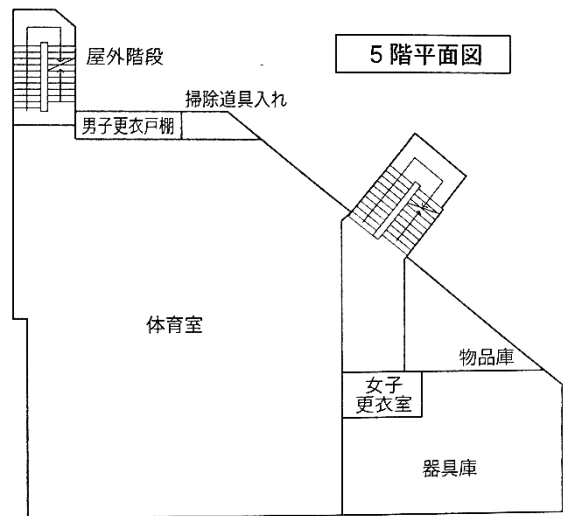 5階平面図
屋外階段
掃除道具入れ
男子更衣戸棚
体育室
物品庫
女子
更衣室
器具庫